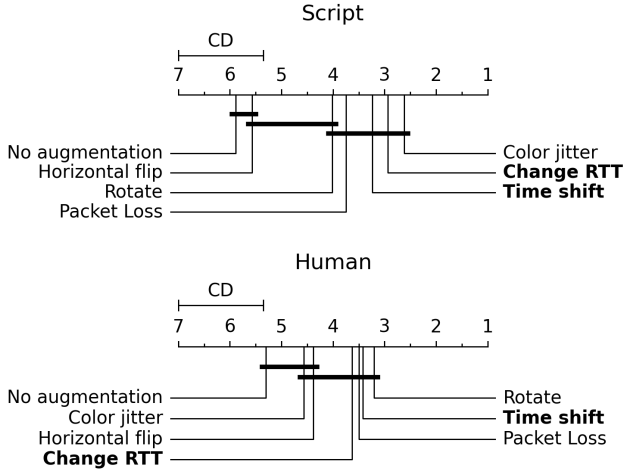 Script
CD
7 6 5 4 3 2 1
No augmentation
Color jitter
Horizontal flip
Change RTT
Rotate
Time shift
Packet Loss
Human
CD
7 6 5 4 3 2 1
No augmentation
Rotate
Color jitter
Time shift
Horizontal flip
Packet Loss
Change RTT